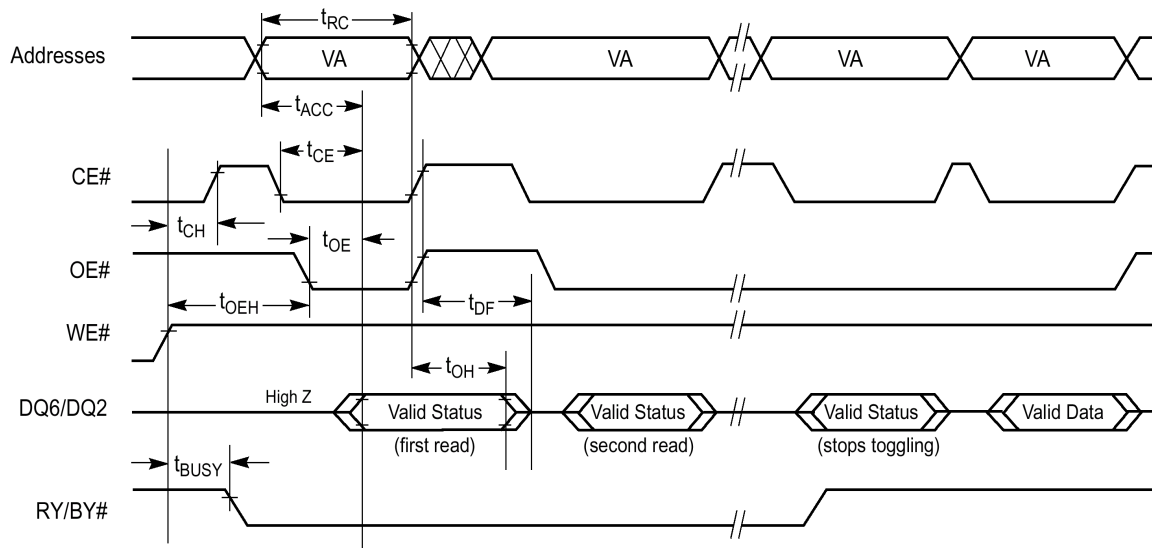 tRC
Addresses VA VA VA VA
tACC
tCE
CE#
tCH
tOE
OE#
tOEH tDF
WE#
tOH
High Z
DQ6/DQ2 Valid Status Valid Status Valid Status Valid Data
(first read) (second read) (stops toggling)
tBUSY
RY/BY#